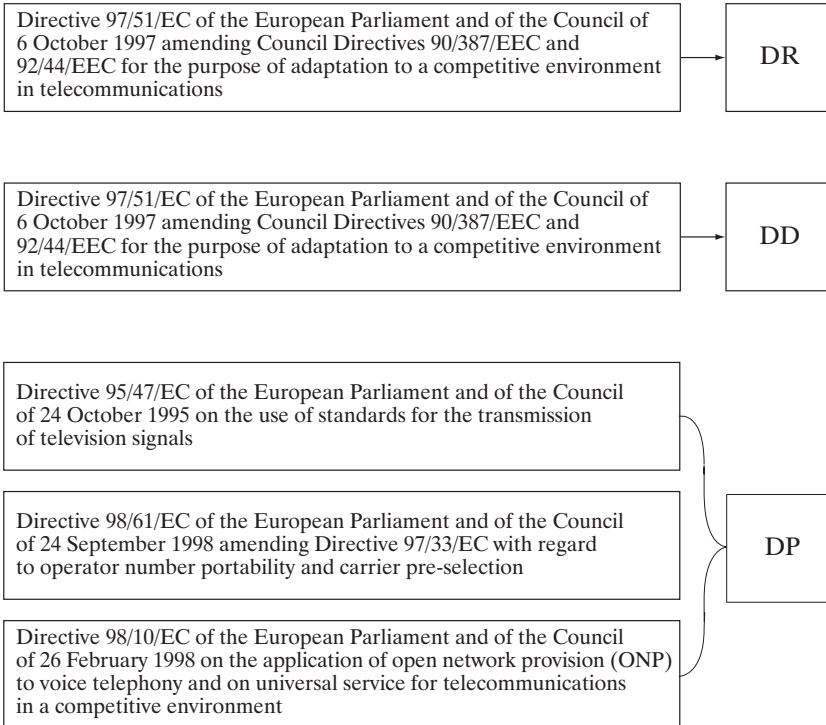 Directive 97/51/EC of the European Parliament and of the Council of
6 October 1997 amending Council Directives 90/387/EEC and
92/44/EEC for the purpose of adaptation to a competitive environment
in telecommunications
DR
Directive 97/51/EC of the European Parliament and of the Council of
6 October 1997 amending Council Directives 90/387/EEC and
92/44/EEC for the purpose of adaptation to a competitive environment
in telecommunications
DD
Directive 95/47/EC of the European Parliament and of the Council
of 24 October 1995 on the use of standards for the transmission
of television signals
Directive 98/61/EC of the European Parliament and of the Council
of 24 September 1998 amending Directive 97/33/EC with regard
to operator number portability and carrier pre-selection
DP
Directive 98/10/EC of the European Parliament and of the Council
of 26 February 1998 on the application of open network provision (ONP)
to voice telephony and on universal service for telecommunications
in a competitive environment